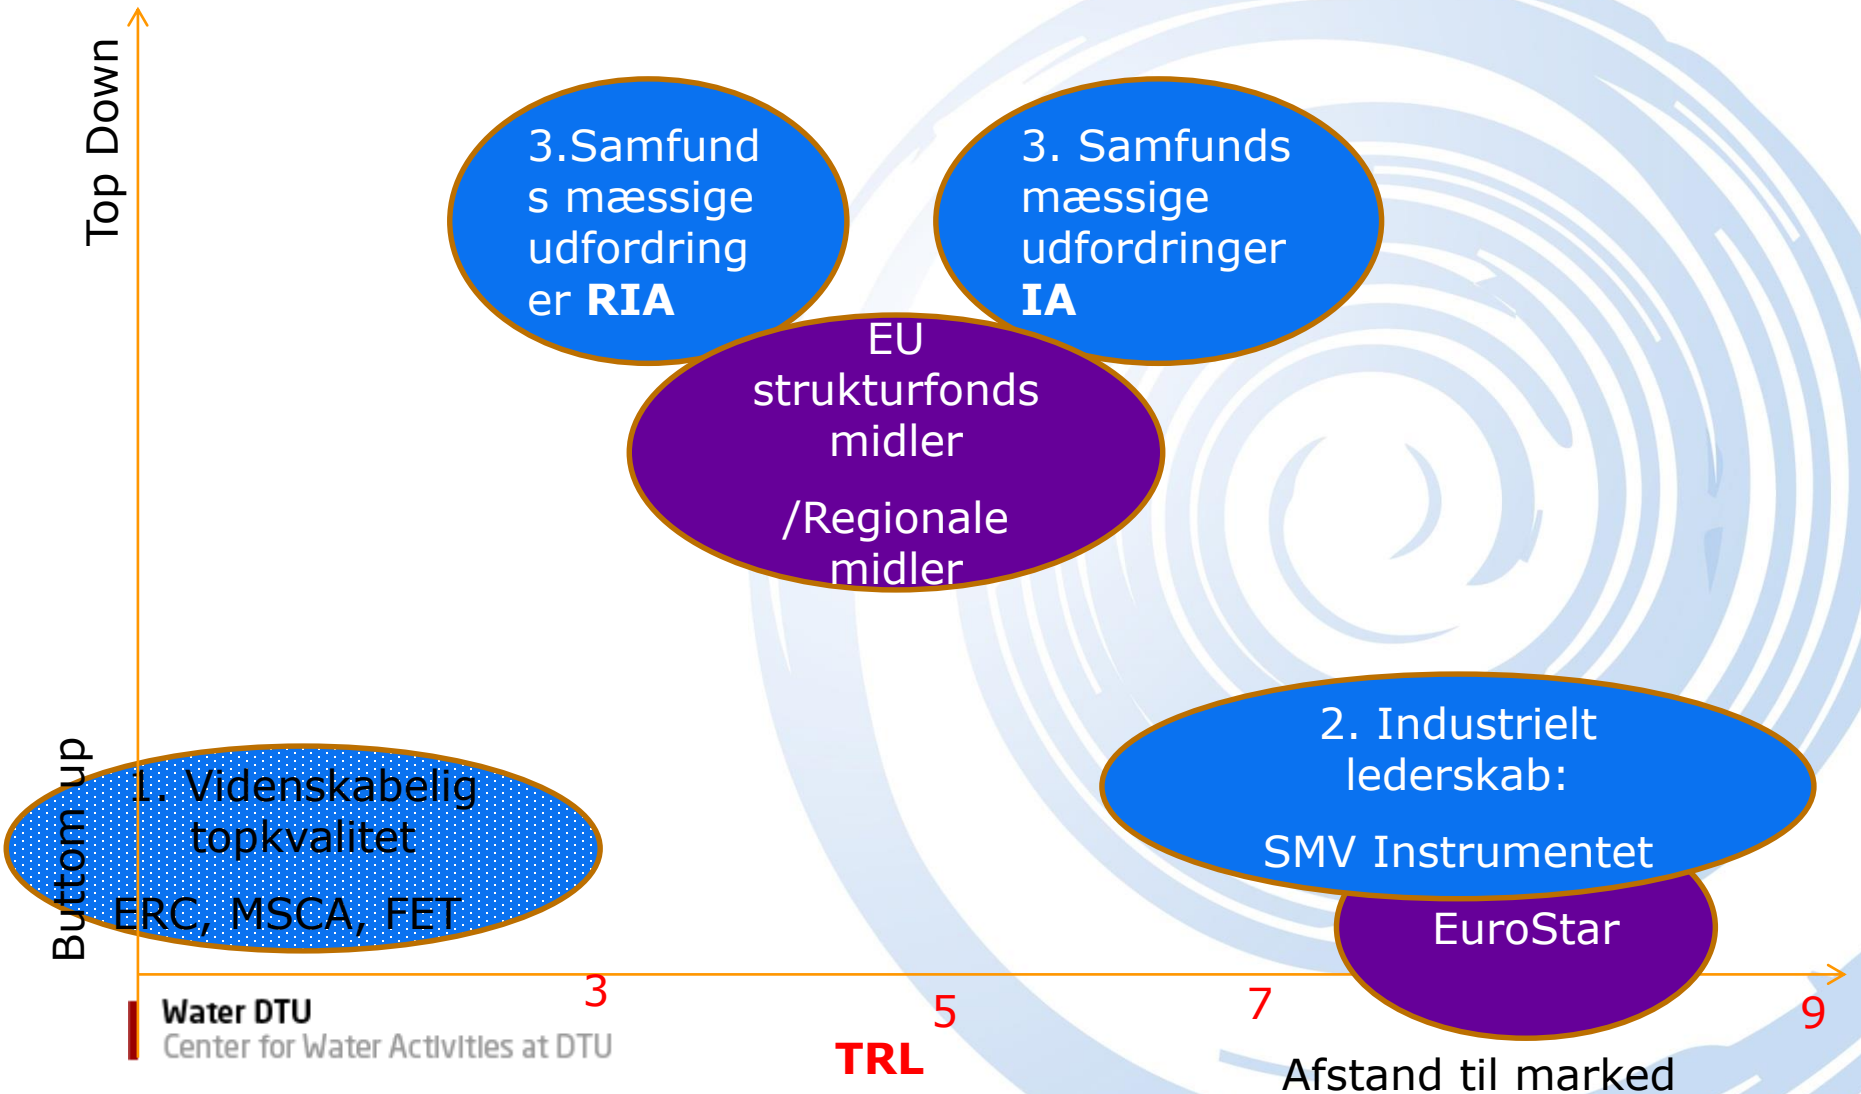 Top Down
3.Samfund
s mæssige
udfordring
er RIA
3. Samfunds
mæssige
udfordringer
IA
EU
strukturfonds
midler
/Regionale
midler
2. Industrielt
lederskab:
SMV Instrumentet
EuroStar
Buttom up
1. Videnskabelig
topkvalitet
ERC, MSCA, FET
3
5
7
9
TRL
Afstand til marked
Water DTU
Center for Water Activities at DTU